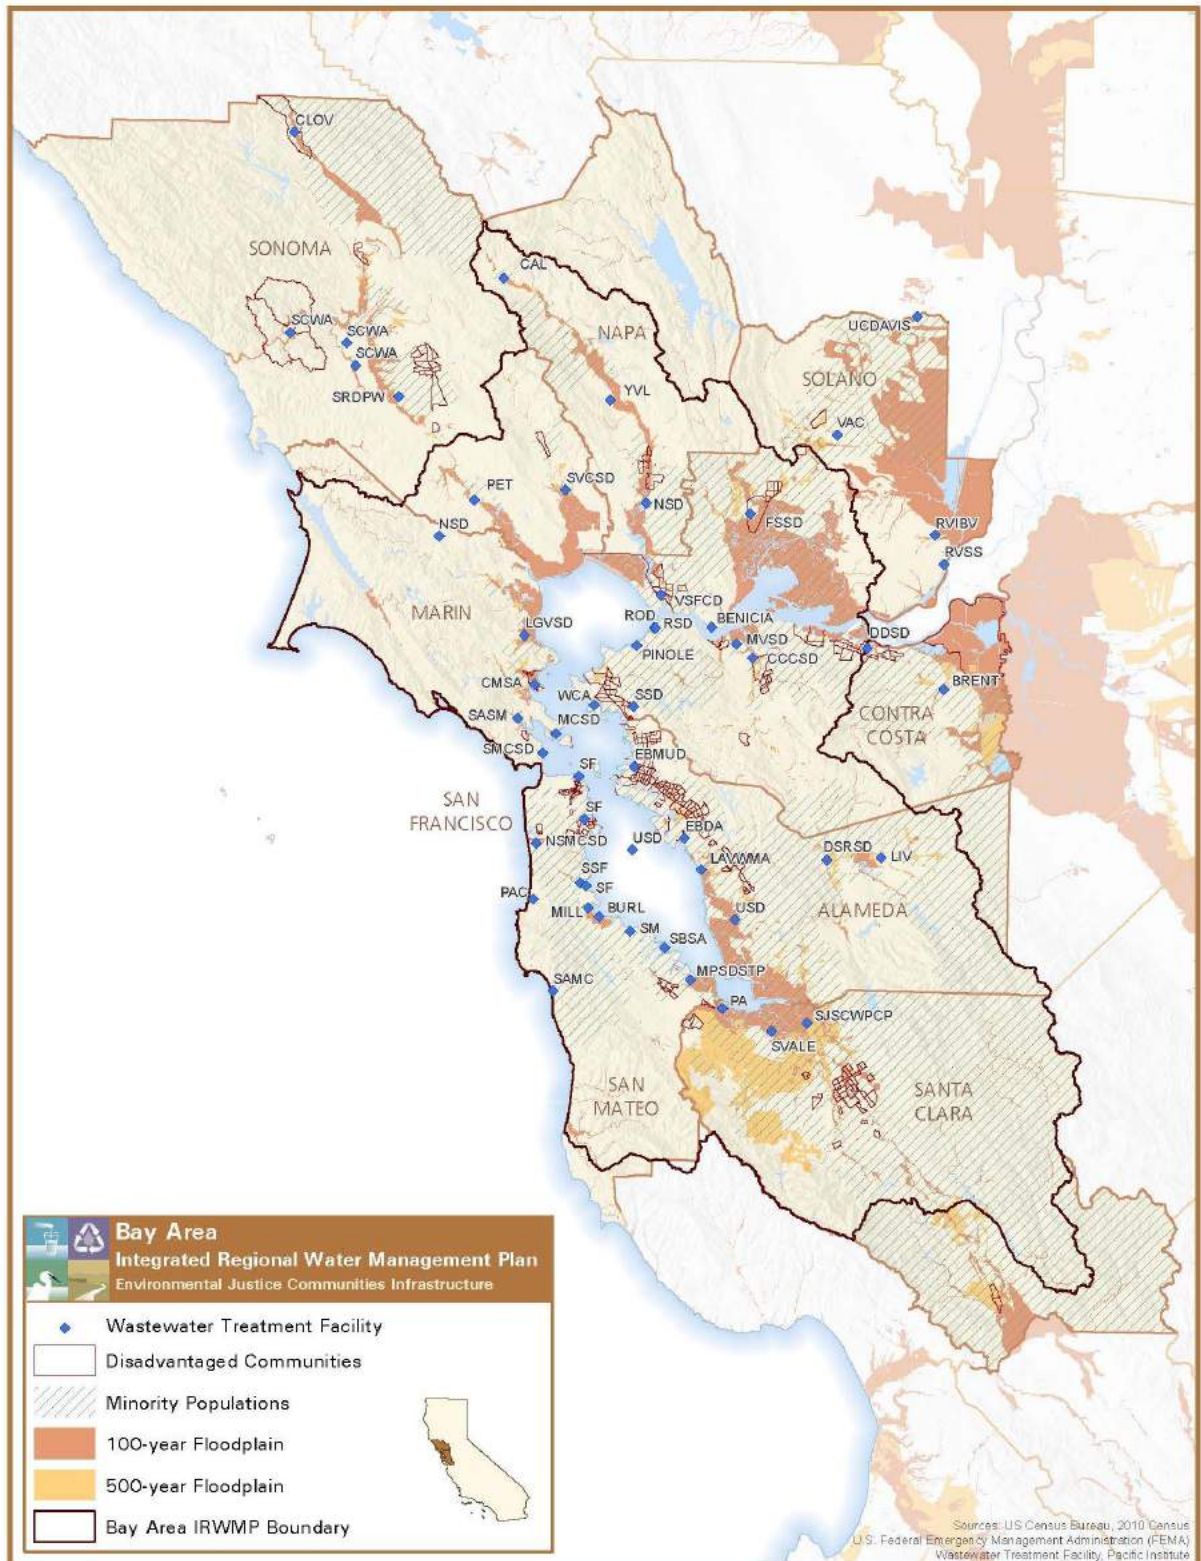 CLOV
SONOMA
CAL
NAPA
UCDAVIS
SCWA
SCWA
SCWA
SOLANO
SRDPW
YVL
VAC
PET
SVCSD
NSD
NSD
FSSD
RVIBV
RVSS
VSFCD
MARIN
LGVSD
ROD
RSD
BENICIA
MVSD
DDSD
PINOLE
CCCSD
CMSA
WCA
SSD
BRENT
SASM
MCSD
CONTRA
COSTA
SMCSD
EBMUD
SF
SAN
FRANCISCO
SF
NSMCSD
USD
EBDA
LAVWMA
DSRSD
LIV
SSF
SF
PAC
MILL
BURL
USD
ALAMEDA
SM
SBSA
SAMC
MPSDSTP
PA
SJSCWPCP
SVALE
SAN
MATEO
SANTA
CLARA
Bay Area
Integrated Regional Water Management Plan
Environmental Justice Communities Infrastructure
Wastewater Treatment Facility
Disadvantaged Communities
Minority Populations
100-year Floodplain
500-year Floodplain
Bay Area IRWMP Boundary
Sources: US Census Bureau, 2010 Census
U.S. Federal Emergency Management Administration (FEMA)
Wastewater Treatment Facility, Pacific Institute